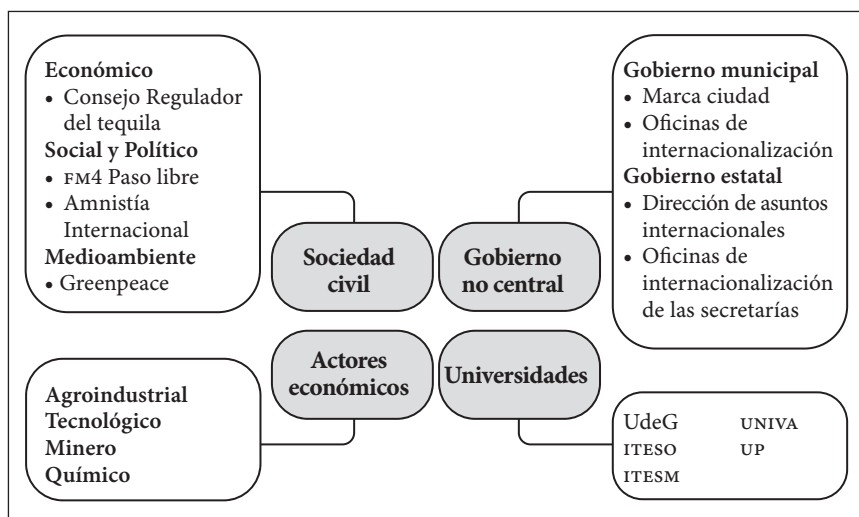 Económico
• Consejo Regulador
del tequila
Social y Político
• FM4 Paso libre
• Amnistía
Internacional
Medioambiente
• Greenpeace
Gobierno municipal
• Marca ciudad
• Oficinas de
internacionalización
Gobierno estatal
• Dirección de asuntos
internacionales
• Oficinas de
internacionalización
de las secretarías
Sociedad
civil
Gobierno
no central
Actores
económicos
Universidades
Agroindustrial
Tecnológico
Minero
Químico
UdeG UNIVA
ITESO UP
ITESM